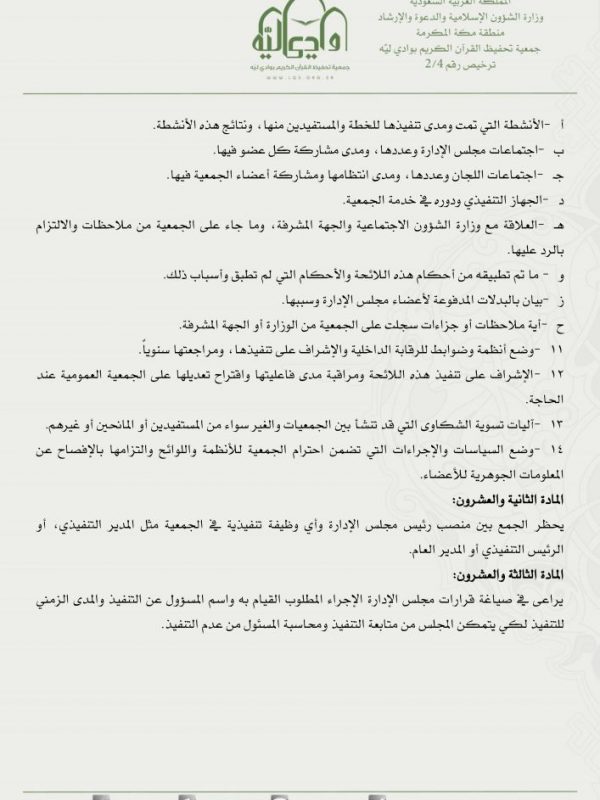 المملكة العربية السعودية
وزارة الشؤون الإسلامية والدعوة والإرشاد
منطقة مكة المكرمة
جمعية تحفيظ القرآن الكريم بوادي ليّه
ترخيص رقم 2/4
وادي ليّه
جمعية تحفيظ القرآن الكريم بوادي ليّه
أ -الأنشطة التي تمت ومدى تنفيذها للخطة والمستفيدين منها، ونتائج هذه الأنشطة.
ب -اجتماعات مجلس الإدارة وعددها، ومدى مشاركة كل عضو فيها.
جـ -اجتماعات اللجان وعددها، ومدى انتظامها ومشاركة أعضاء الجمعية فيها.
د -الجهاز التنفيذي ودوره في خدمة الجمعية.
هـ -العلاقة مع وزارة الشؤون الاجتماعية والجهة المشرفة، وما جاء على الجمعية من ملاحظات والالتزام
بالرد عليها.
و - ما تم تطبيقه من أحكام هذه اللائحة والأحكام التي لم تطبق وأسباب ذلك.
ز -بيان بالبدلات المدفوعة لأعضاء مجلس الإدارة وسببها.
ح -أية ملاحظات أو جزاءات سجلت على الجمعية من الوزارة أو الجهة المشرفة.
١١ -وضع أنظمة وضوابط للرقابة الداخلية والإشراف على تنفيذها، ومراجعتها سنوياً.
١٢ -الإشراف على تنفيذ هذه اللائحة ومراقبة مدى فاعليتها واقتراح تعديلها على الجمعية العمومية عند
الحاجة.
١٣ -آليات تسوية الشكاوى التي قد تنشأ بين الجمعيات والغير سواء من المستفيدين أو المانحين أو غيرهم.
١٤ -وضع السياسات والإجراءات التي تضمن احترام الجمعية للأنظمة واللوائح والتزامها بالإفصاح عن
المعلومات الجوهرية للأعضاء.
المادة الثانية والعشرون:
يحظر الجمع بين منصب رئيس مجلس الإدارة وأي وظيفة تنفيذية في الجمعية مثل المدير التنفيذي، أو
الرئيس التنفيذي أو المدير العام.
المادة الثالثة والعشرون:
يراعى في صياغة قرارات مجلس الإدارة الإجراء المطلوب القيام به واسم المسؤول عن التنفيذ والمدى الزمني
للتنفيذ لكي يتمكن المجلس من متابعة التنفيذ ومحاسبة المسئول من عدم التنفيذ.